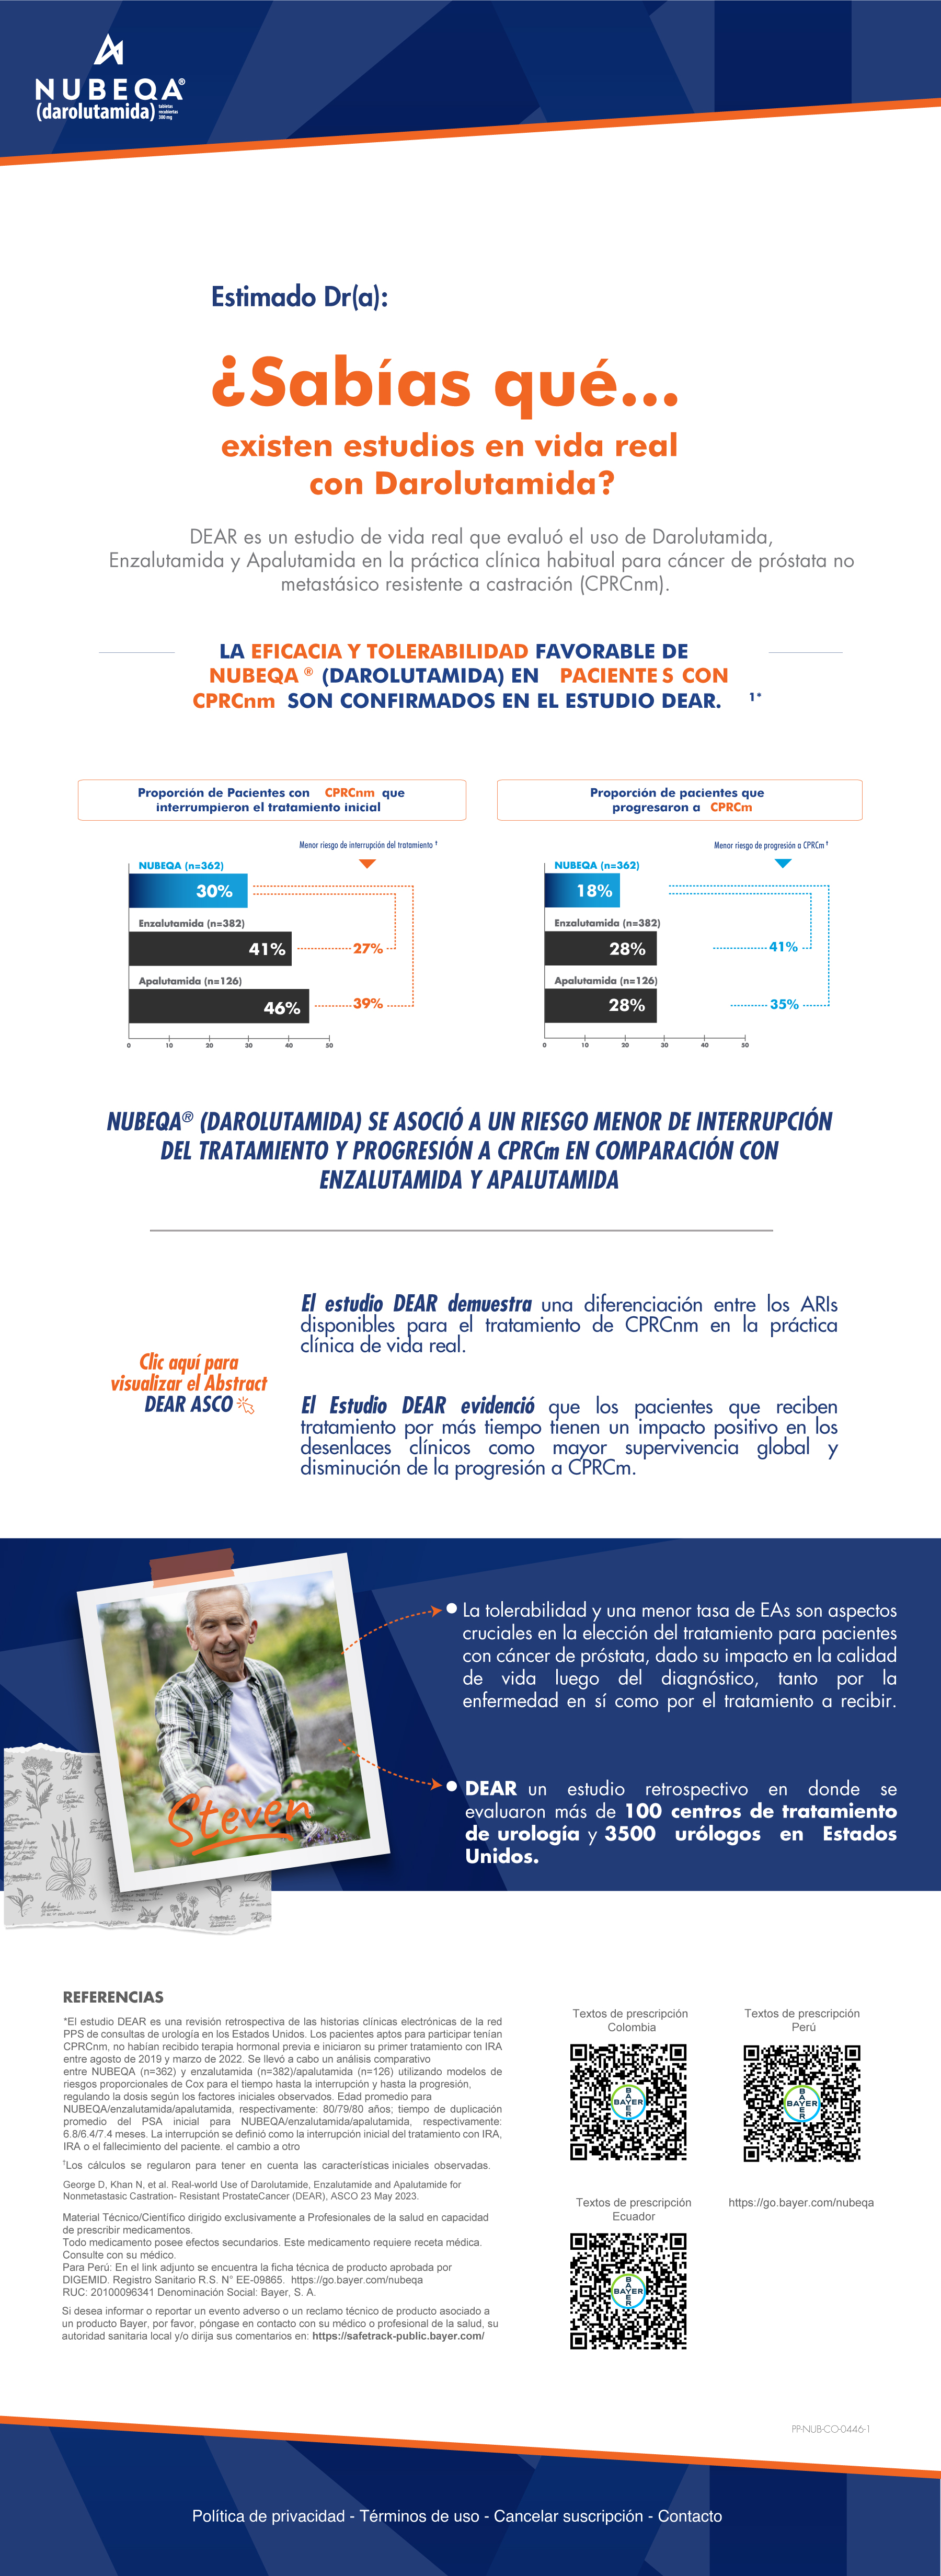 NUBEQA®
(darolutamida) tabletas recubiertas 300 mg
Estimado Dr(a):
¿Sabías qué...
existen estudios en vida real
con Darolutamida?
DEAR es un estudio de vida real que evaluó el uso de Darolutamida,
Enzalutamida y Apalutamida en la práctica clínica habitual para cáncer de próstata no
metastásico resistente a castración (CPRCnm).
LA EFICACIA Y TOLERABILIDAD FAVORABLE DE
NUBEQA ® (DAROLUTAMIDA) EN PACIENTE S CON
CPRCnm SON CONFIRMADOS EN EL ESTUDIO DEAR. 1*
Proporción de Pacientes con CPRCnm que
interrumpieron el tratamiento inicial
Menor riesgo de interrupción del tratamiento †
NUBEQA (n=362)
30%
Enzalutamida (n=382)
41%
27%
Apalutamida (n=126)
46%
39%
0 10 20 30 40 50
Proporción de pacientes que
progresaron a CPRCm
Menor riesgo de progresión a CPRCm †
NUBEQA (n=362)
18%
Enzalutamida (n=382)
28%
41%
Apalutamida (n=126)
28%
35%
0 10 20 30 40 50
NUBEQA® (DAROLUTAMIDA) SE ASOCIÓ A UN RIESGO MENOR DE INTERRUPCIÓN
DEL TRATAMIENTO Y PROGRESIÓN A CPRCm EN COMPARACIÓN CON
ENZALUTAMIDA Y APALUTAMIDA
Clic aquí para
visualizar el Abstract
DEAR ASCO
El estudio DEAR demuestra una diferenciación entre los ARIs
disponibles para el tratamiento de CPRCnm en la práctica
clínica de vida real.
El Estudio DEAR evidenció que los pacientes que reciben
tratamiento por más tiempo tienen un impacto positivo en los
desenlaces clínicos como mayor supervivencia global y
disminución de la progresión a CPRCm.
Steven
La tolerabilidad y una menor tasa de EAs son aspectos
cruciales en la elección del tratamiento para pacientes
con cáncer de próstata, dado su impacto en la calidad
de vida luego del diagnóstico, tanto por la
enfermedad en sí como por el tratamiento a recibir.
DEAR un estudio retrospectivo en donde se
evaluaron más de 100 centros de tratamiento
de urología y 3500 urólogos en Estados
Unidos.
REFERENCIAS
*El estudio DEAR es una revisión retrospectiva de las historias clínicas electrónicas de la red
PPS de consultas de urología en los Estados Unidos. Los pacientes aptos para participar tenían
CPRCnm, no habían recibido terapia hormonal previa e iniciaron su primer tratamiento con IRA
entre agosto de 2019 y marzo de 2022. Se llevó a cabo un análisis comparativo
entre NUBEQA (n=362) y enzalutamida (n=382)/apalutamida (n=126) utilizando modelos de
riesgos proporcionales de Cox para el tiempo hasta la interrupción y hasta la progresión,
regulando la dosis según los factores iniciales observados. Edad promedio para
NUBEQA/enzalutamida/apalutamida, respectivamente: 80/79/80 años; tiempo de duplicación
promedio del PSA inicial para NUBEQA/enzalutamida/apalutamida, respectivamente:
6.8/6.4/7.4 meses. La interrupción se definió como la interrupción inicial del tratamiento con IRA,
IRA o el fallecimiento del paciente. el cambio a otro
†Los cálculos se regularon para tener en cuenta las características iniciales observadas.
George D, Khan N, et al. Real-world Use of Darolutamide, Enzalutamide and Apalutamide for
Nonmetastasic Castration- Resistant ProstateCancer (DEAR), ASCO 23 May 2023.
Material Técnico/Científico dirigido exclusivamente a Profesionales de la salud en capacidad
de prescribir medicamentos.
Todo medicamento posee efectos secundarios. Este medicamento requiere receta médica.
Consulte con su médico.
Para Perú: En el link adjunto se encuentra la ficha técnica de producto aprobada por
DIGEMID. Registro Sanitario R.S. N° EE-09865. https://go.bayer.com/nubeqa
RUC: 20100096341 Denominación Social: Bayer, S. A.
Si desea informar o reportar un evento adverso o un reclamo técnico de producto asociado a
un producto Bayer, por favor, póngase en contacto con su médico o profesional de la salud, su
autoridad sanitaria local y/o dirija sus comentarios en: https://safetrack-public.bayer.com/
Textos de prescripción
Colombia
BAYER
Textos de prescripción
Perú
BAYER
Textos de prescripción
Ecuador
BAYER
https://go.bayer.com/nubeqa
PP-NUB-CO-0446-1
Política de privacidad - Términos de uso - Cancelar suscripción - Contacto